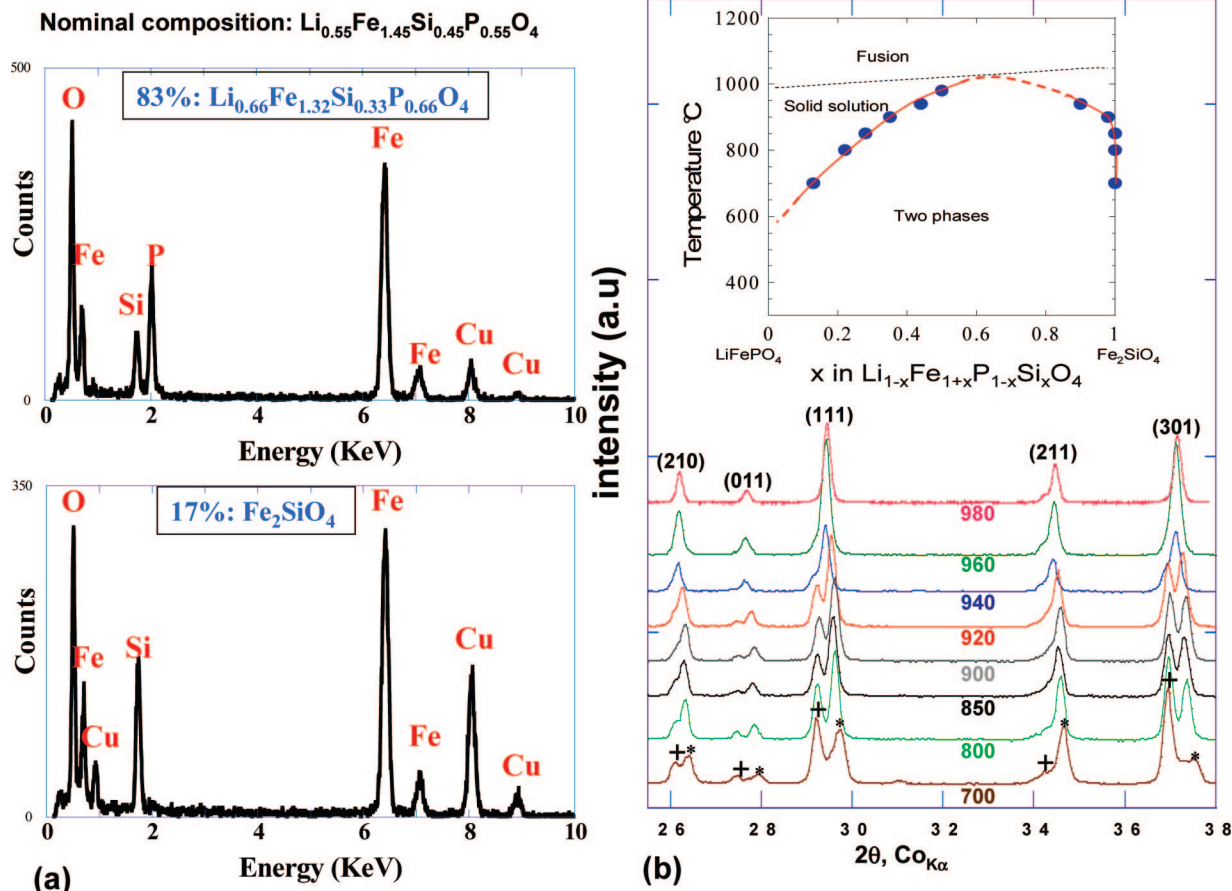 Nominal composition: Li0.55Fe1.45Si0.45P0.55O4
500
83%: Li0.66Fe1.32Si0.33P0.66O4
O
Fe
Fe
P
Si
Cu
Fe
Cu
Counts
0
0 2 4 6 8 10
Energy (KeV)
350
17%: Fe2SiO4
O
Fe
Fe
Si
Cu
Cu
Fe
Cu
Counts
0
0 2 4 6 8 10
Energy (KeV)
(a)
1200
1000
800
600
400
Temperature °C
Fusion
Solid solution
Two phases
0 0.2 0.4 0.6 0.8 1
LiFePO4 Fe2SiO4
x in Li1-xFe1+xP1-xSixO4
intensity (a.u)
(210) (011) (111) (211) (301)
980
960
940
920
900
850
800
700
+ * + * + * + * + *
26 28 30 32 34 36 38
2θ, CoKα
(b)